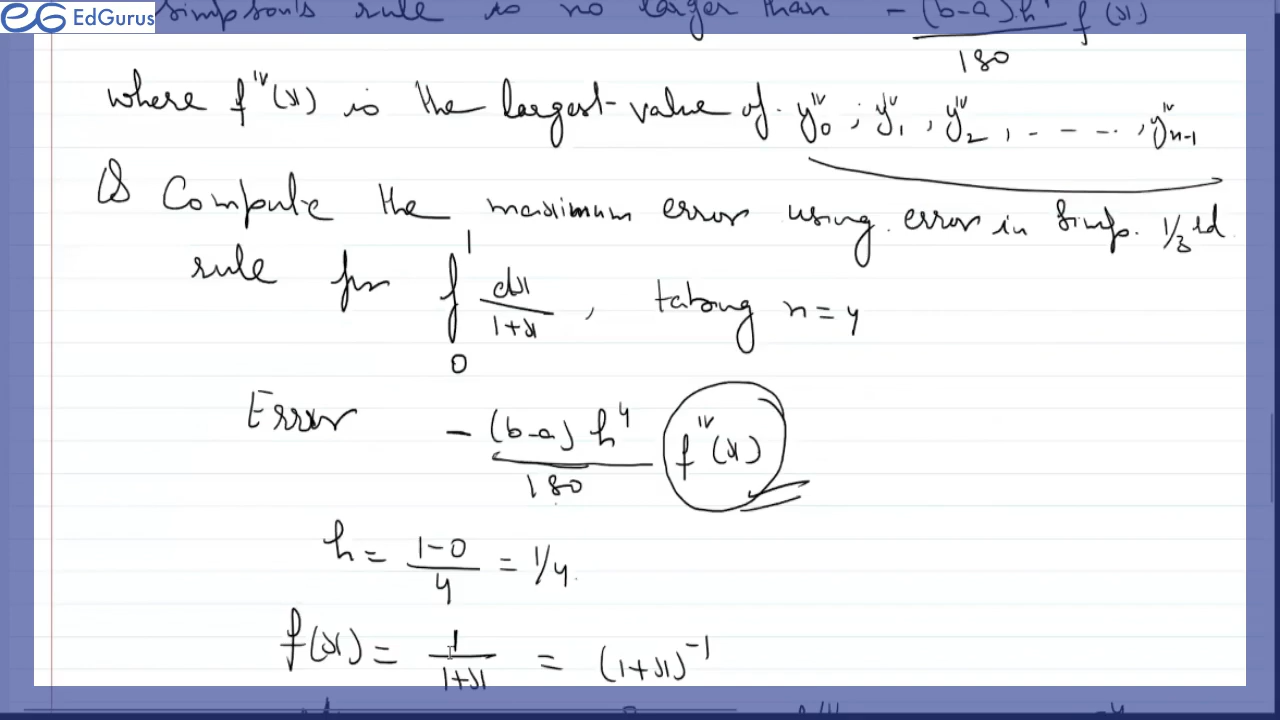 EdGurus
Simpson's rule is no larger than - (b-a) h⁴/180 f (x)
where f^iv(x) is the largest value of y₀^iv ; y₁^iv , y₂^iv , - - - . , y^iv n-1
Q Compute the maximum error using error in Simp. 1/3 rd
rule for ∫₀¹ dx/1+x , taking n = 4
Error - (b-a) h⁴/180 f^iv(x)
h = 1-0/4 = 1/4.
f(x) = 1/1+x = (1+x)⁻¹